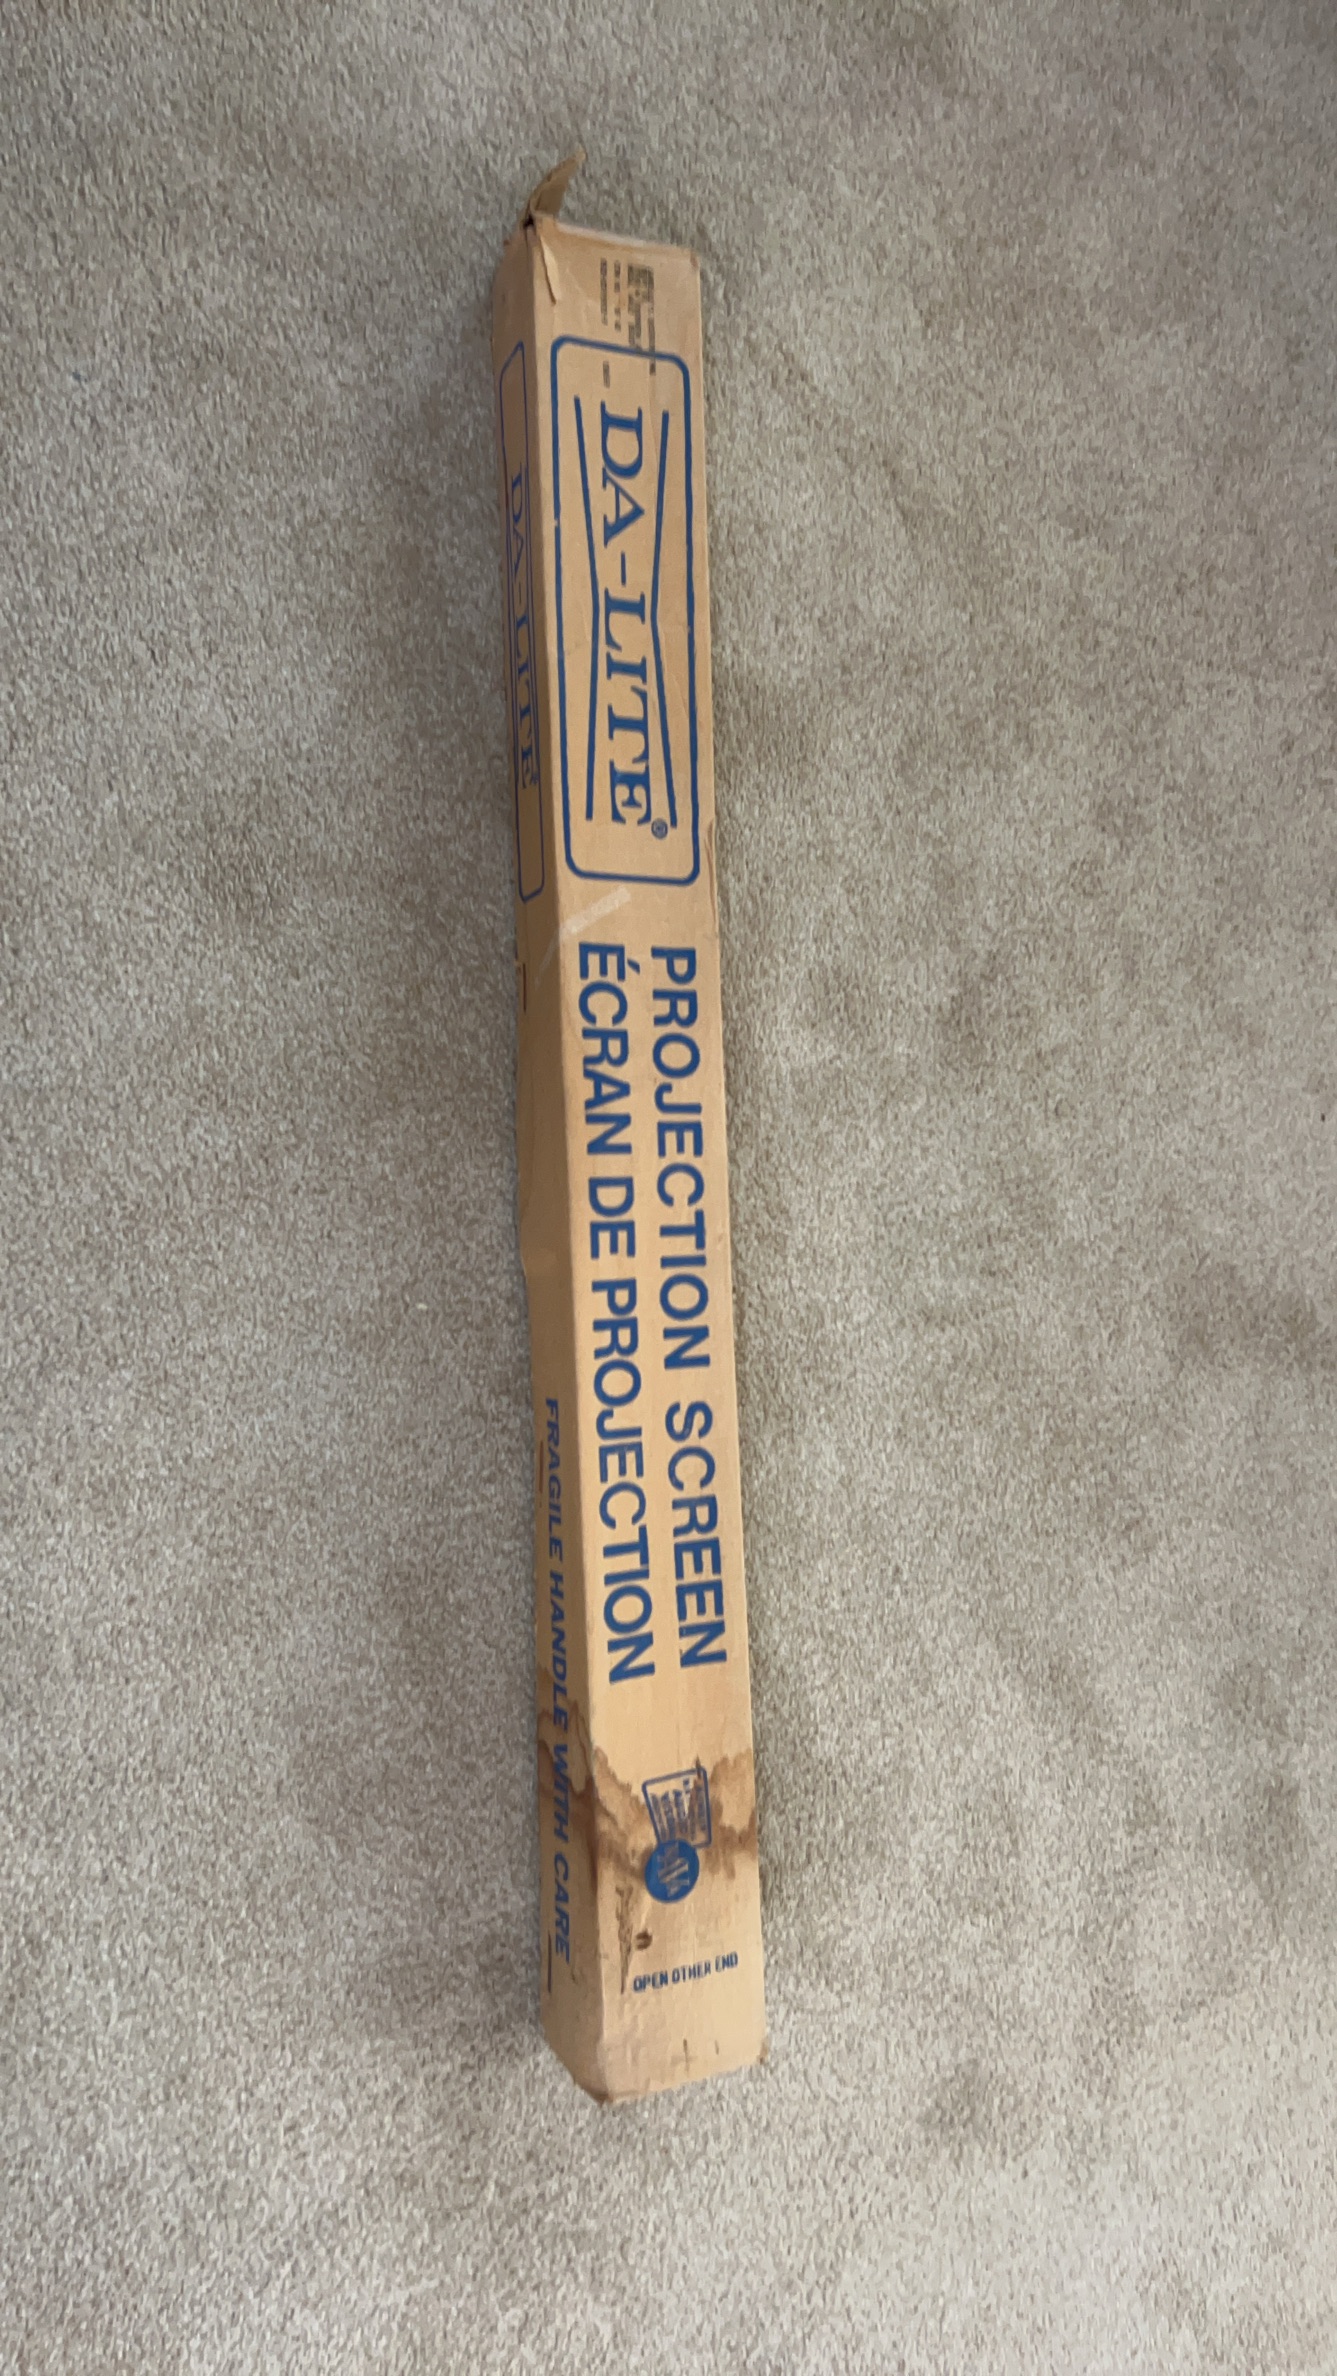 DA-LITE®
PROJECTION SCREEN
ÉCRAN DE PROJECTION
OPEN OTHER END
DA-LITE
FRAGILE HANDLE WITH CARE